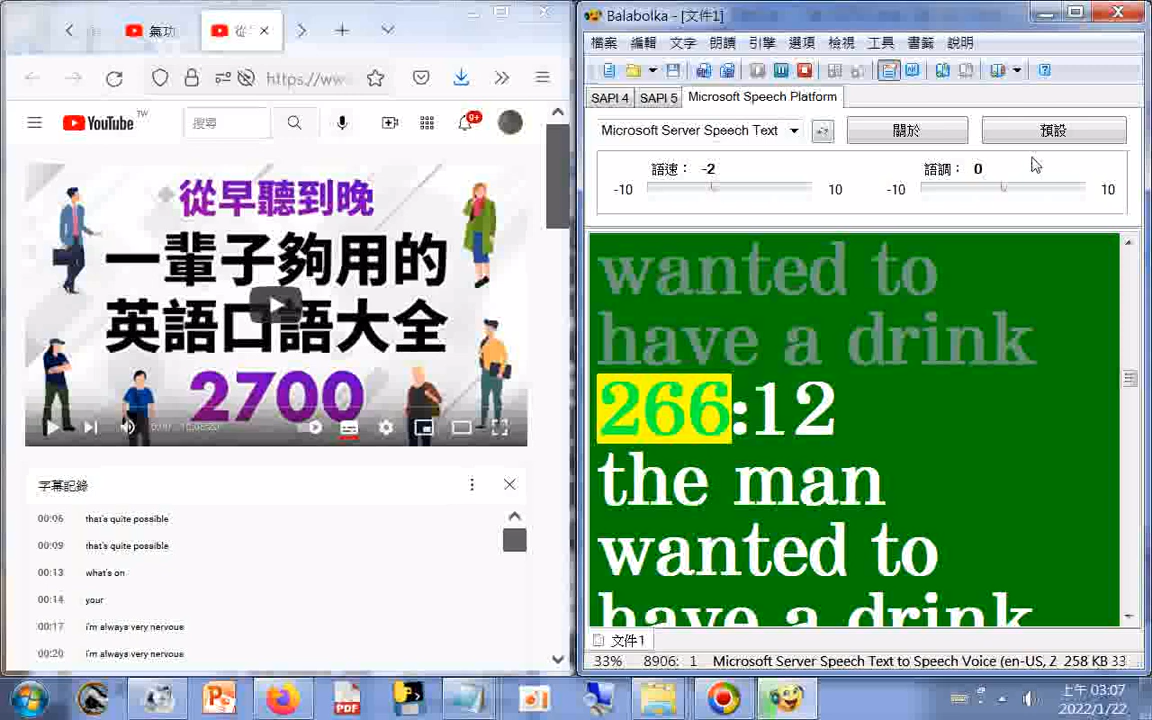 氣功
從
https://www
YouTube TW
搜尋
9+
從早聽到晚
一輩子夠用的
英語口語大全
2700
字幕記錄
00:06 that's quite possible
00:09 that's quite possible
00:13 what's on
00:14 your
00:17 i'm always very nervous
00:20 i'm always very nervous
Balabolka - [文件1]
檔案 編輯 文字 朗讀 引擎 選項 檢視 工具 書籤 說明
SAPI 4 SAPI 5 Microsoft Speech Platform
Microsoft Server Speech Text
關於
預設
語速： -2
語調： 0
-10 10 -10 10
wanted to
have a drink
266:12
the man
wanted to
have a drink
文件1
33% 8906: 1 Microsoft Server Speech Text to Speech Voice (en-US, Z 258 KB 33
PDF
上午 03:07
2022/1/22